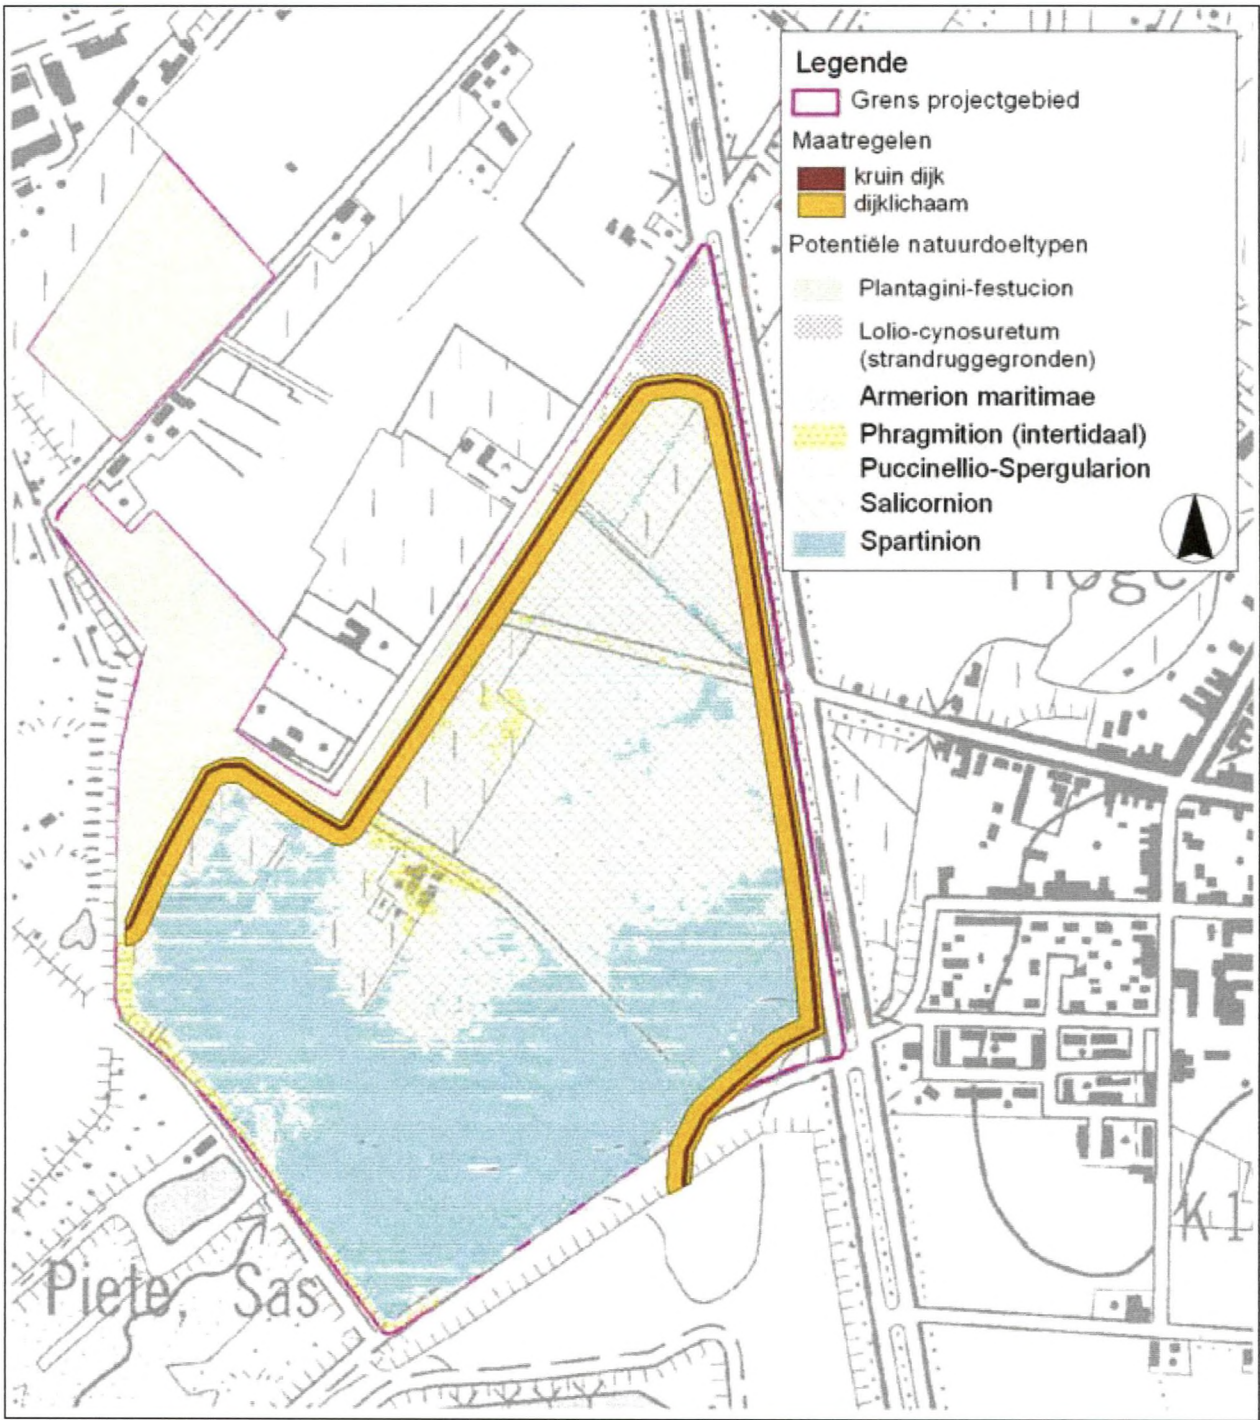 Legende
Grens projectgebied
Maatregelen
kruin dijk
dijklichaam
Potentiële natuurdoeltypen
Plantagini-festucion
Lolio-cynosuretum
(strandruggegronden)
Armerion maritimae
Phragmition (intertidaal)
Puccinellio-Spergularion
Salicornion
Spartinion
Piete, Sas
K1